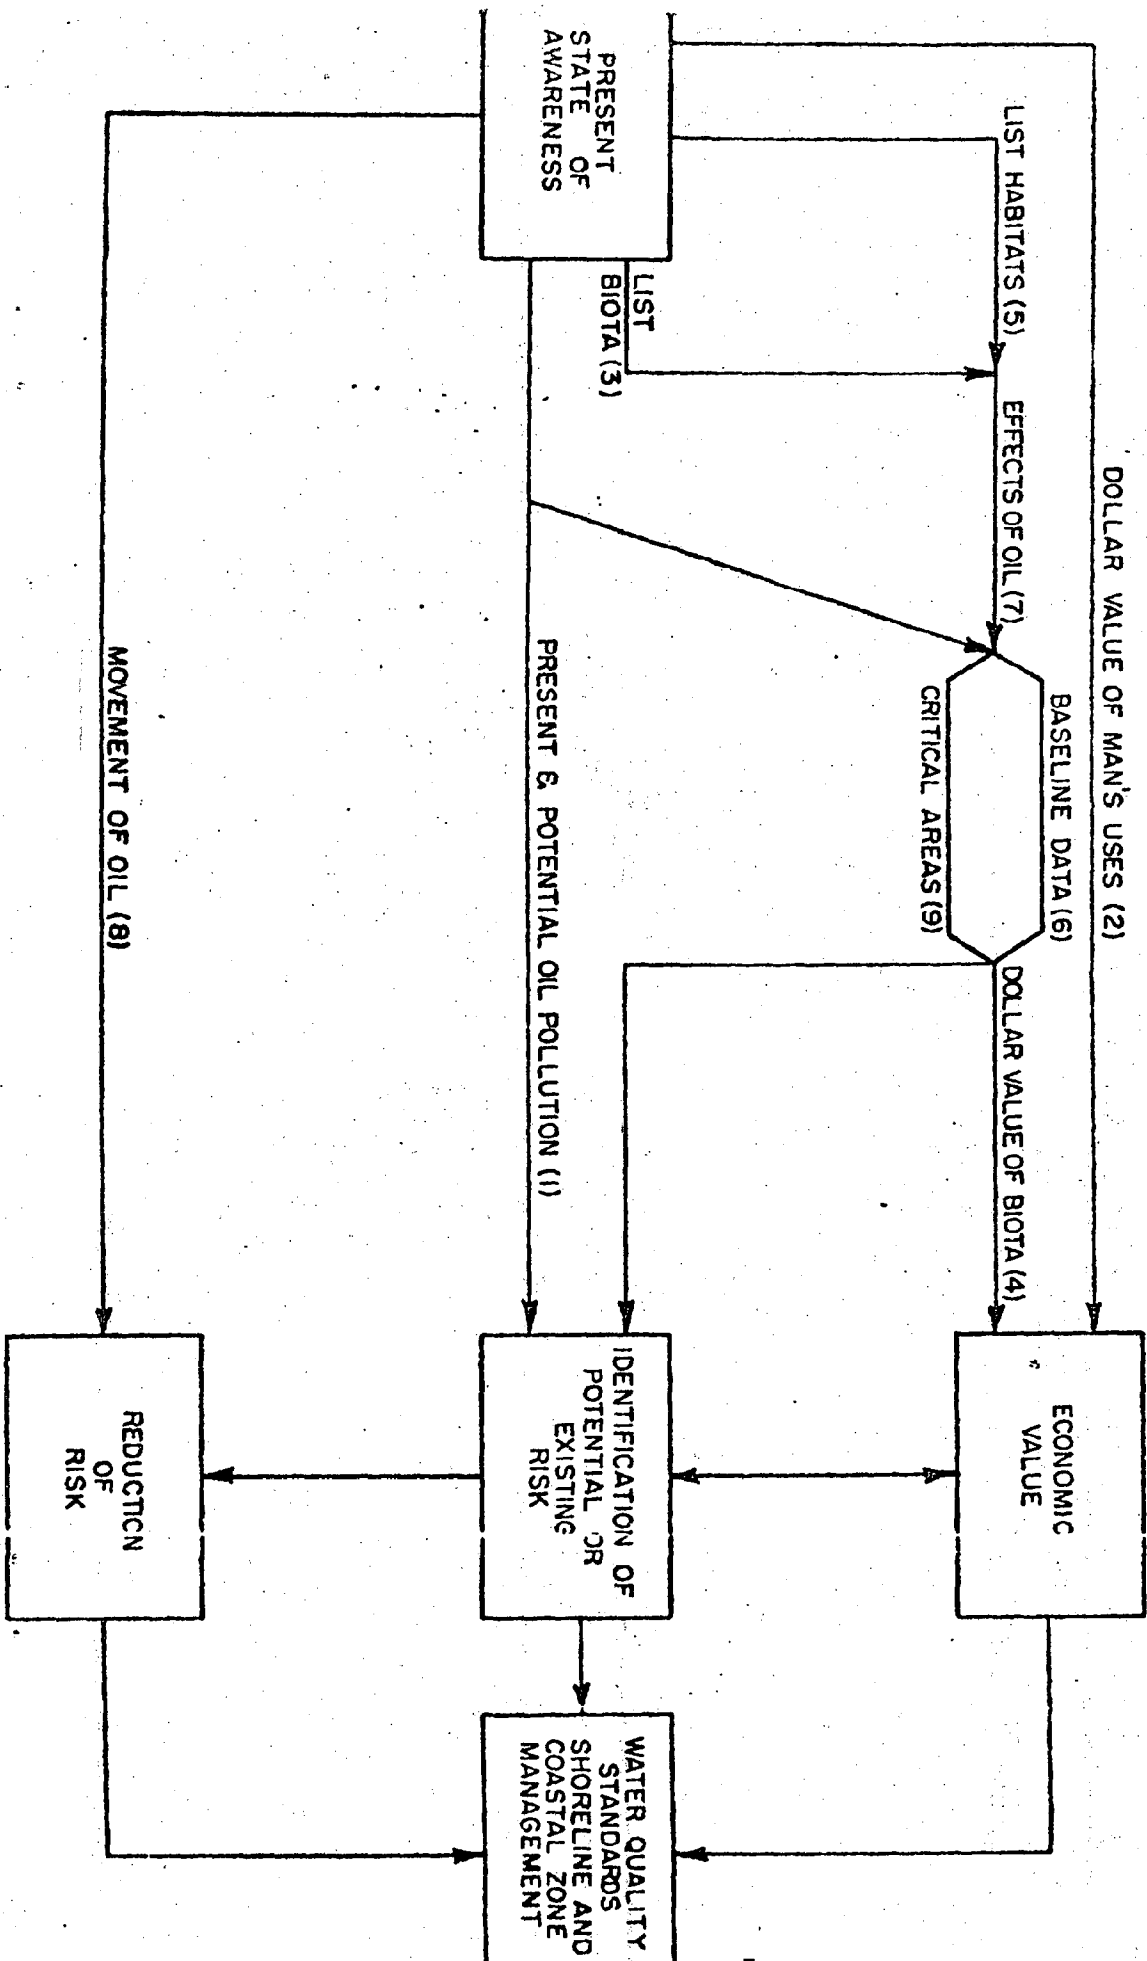 DOLLAR VALUE OF MAN'S USES (2)
LIST HABITATS (5)
EFFECTS OF OIL (7)
BASELINE DATA (6)
CRITICAL AREAS (9)
DOLLAR VALUE OF BIOTA (4)
ECONOMIC
VALUE
PRESENT
STATE OF
AWARENESS
LIST
BIOTA (3)
PRESENT & POTENTIAL OIL POLLUTION (1)
IDENTIFICATION OF
POTENTIAL OR
EXISTING
RISK
WATER QUALITY
STANDARDS
SHORELINE AND
COASTAL ZONE
MANAGEMENT
MOVEMENT OF OIL (8)
REDUCTION
OF
RISK